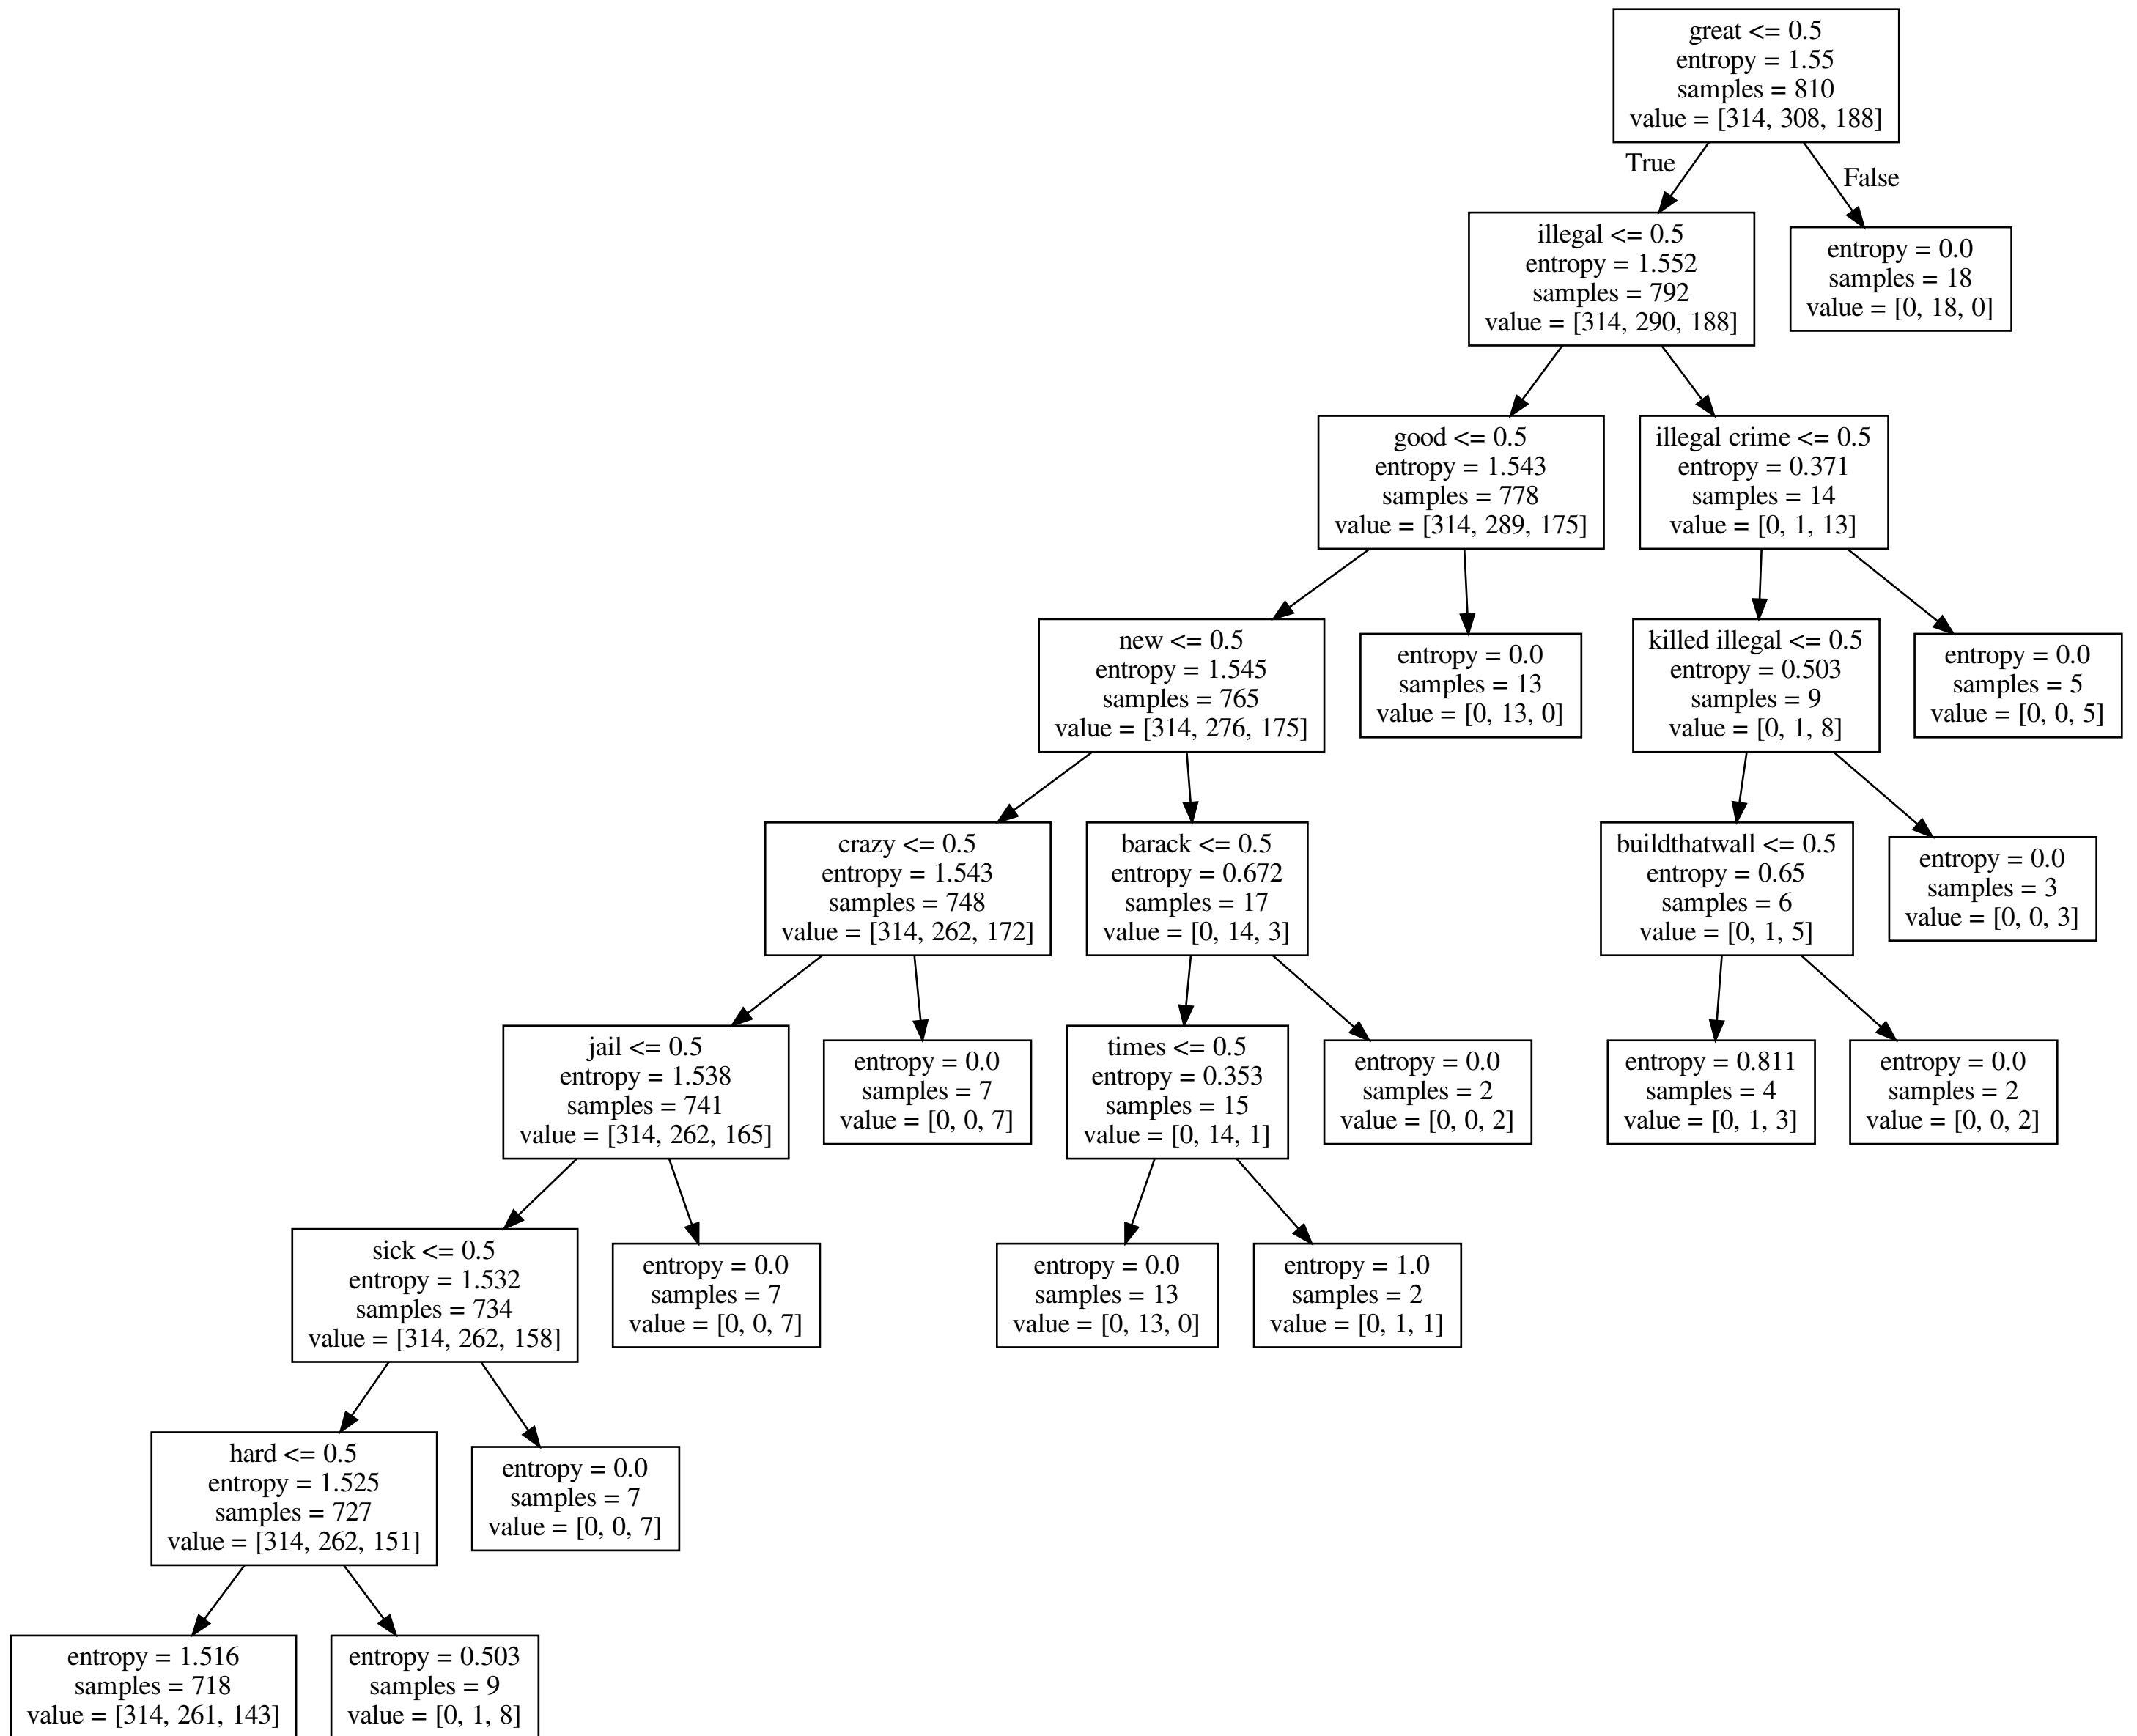 great <= 0.5
entropy = 1.55
samples = 810
value = [314, 308, 188]
True
False
illegal <= 0.5
entropy = 1.552
samples = 792
value = [314, 290, 188]
entropy = 0.0
samples = 18
value = [0, 18, 0]
good <= 0.5
entropy = 1.543
samples = 778
value = [314, 289, 175]
illegal crime <= 0.5
entropy = 0.371
samples = 14
value = [0, 1, 13]
new <= 0.5
entropy = 1.545
samples = 765
value = [314, 276, 175]
entropy = 0.0
samples = 13
value = [0, 13, 0]
killed illegal <= 0.5
entropy = 0.503
samples = 9
value = [0, 1, 8]
entropy = 0.0
samples = 5
value = [0, 0, 5]
crazy <= 0.5
entropy = 1.543
samples = 748
value = [314, 262, 172]
barack <= 0.5
entropy = 0.672
samples = 17
value = [0, 14, 3]
buildthatwall <= 0.5
entropy = 0.65
samples = 6
value = [0, 1, 5]
entropy = 0.0
samples = 3
value = [0, 0, 3]
jail <= 0.5
entropy = 1.538
samples = 741
value = [314, 262, 165]
entropy = 0.0
samples = 7
value = [0, 0, 7]
times <= 0.5
entropy = 0.353
samples = 15
value = [0, 14, 1]
entropy = 0.0
samples = 2
value = [0, 0, 2]
entropy = 0.811
samples = 4
value = [0, 1, 3]
entropy = 0.0
samples = 2
value = [0, 0, 2]
sick <= 0.5
entropy = 1.532
samples = 734
value = [314, 262, 158]
entropy = 0.0
samples = 7
value = [0, 0, 7]
entropy = 0.0
samples = 13
value = [0, 13, 0]
entropy = 1.0
samples = 2
value = [0, 1, 1]
hard <= 0.5
entropy = 1.525
samples = 727
value = [314, 262, 151]
entropy = 0.0
samples = 7
value = [0, 0, 7]
entropy = 1.516
samples = 718
value = [314, 261, 143]
entropy = 0.503
samples = 9
value = [0, 1, 8]